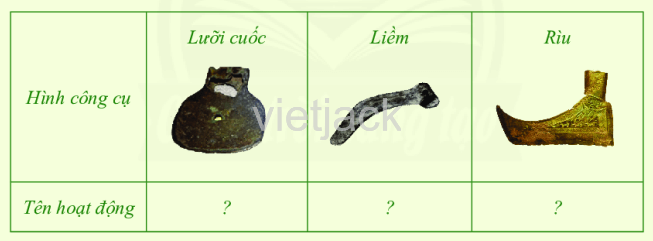 Lưỡi cuốc
Liềm
Rìu
Hình công cụ
vietjack
Tên hoạt động
?
?
?